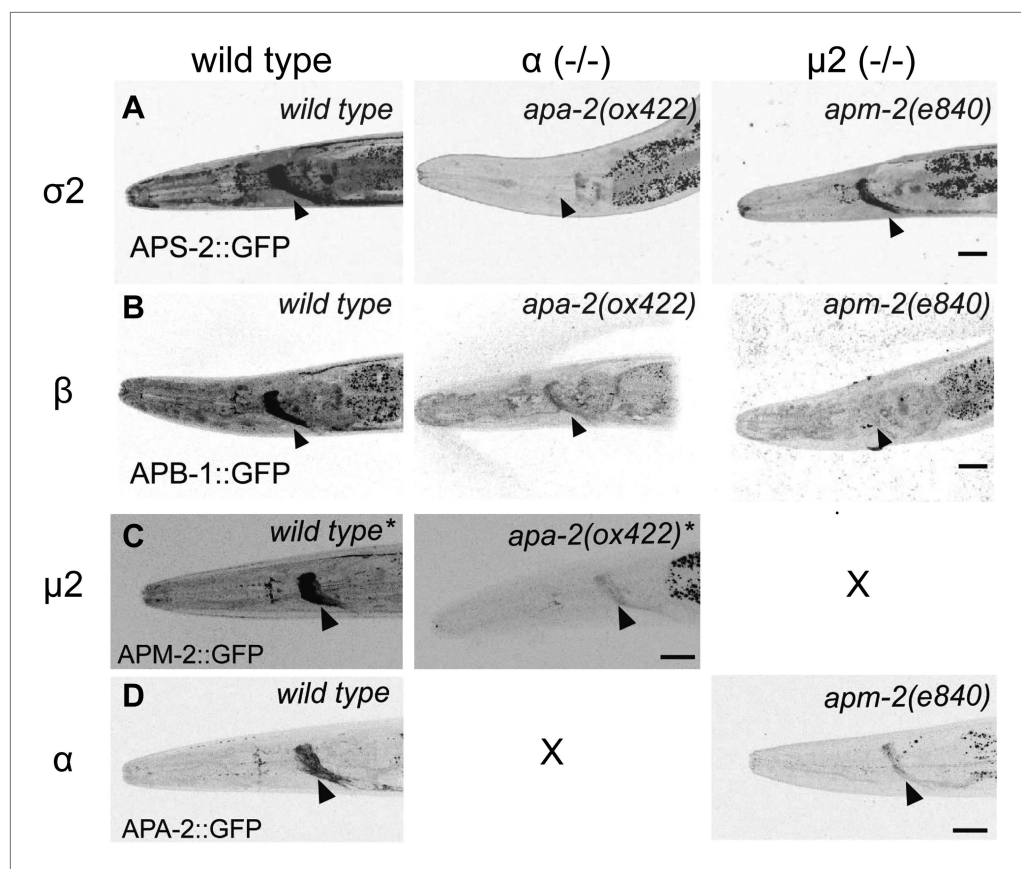 wild type α (-/-) μ2 (-/-)
σ2
A wild type apa-2(ox422) apm-2(e840)
APS-2::GFP
β
B wild type apa-2(ox422) apm-2(e840)
APB-1::GFP
μ2
C wild type* apa-2(ox422)* X
APM-2::GFP
α
D wild type X apm-2(e840)
APA-2::GFP